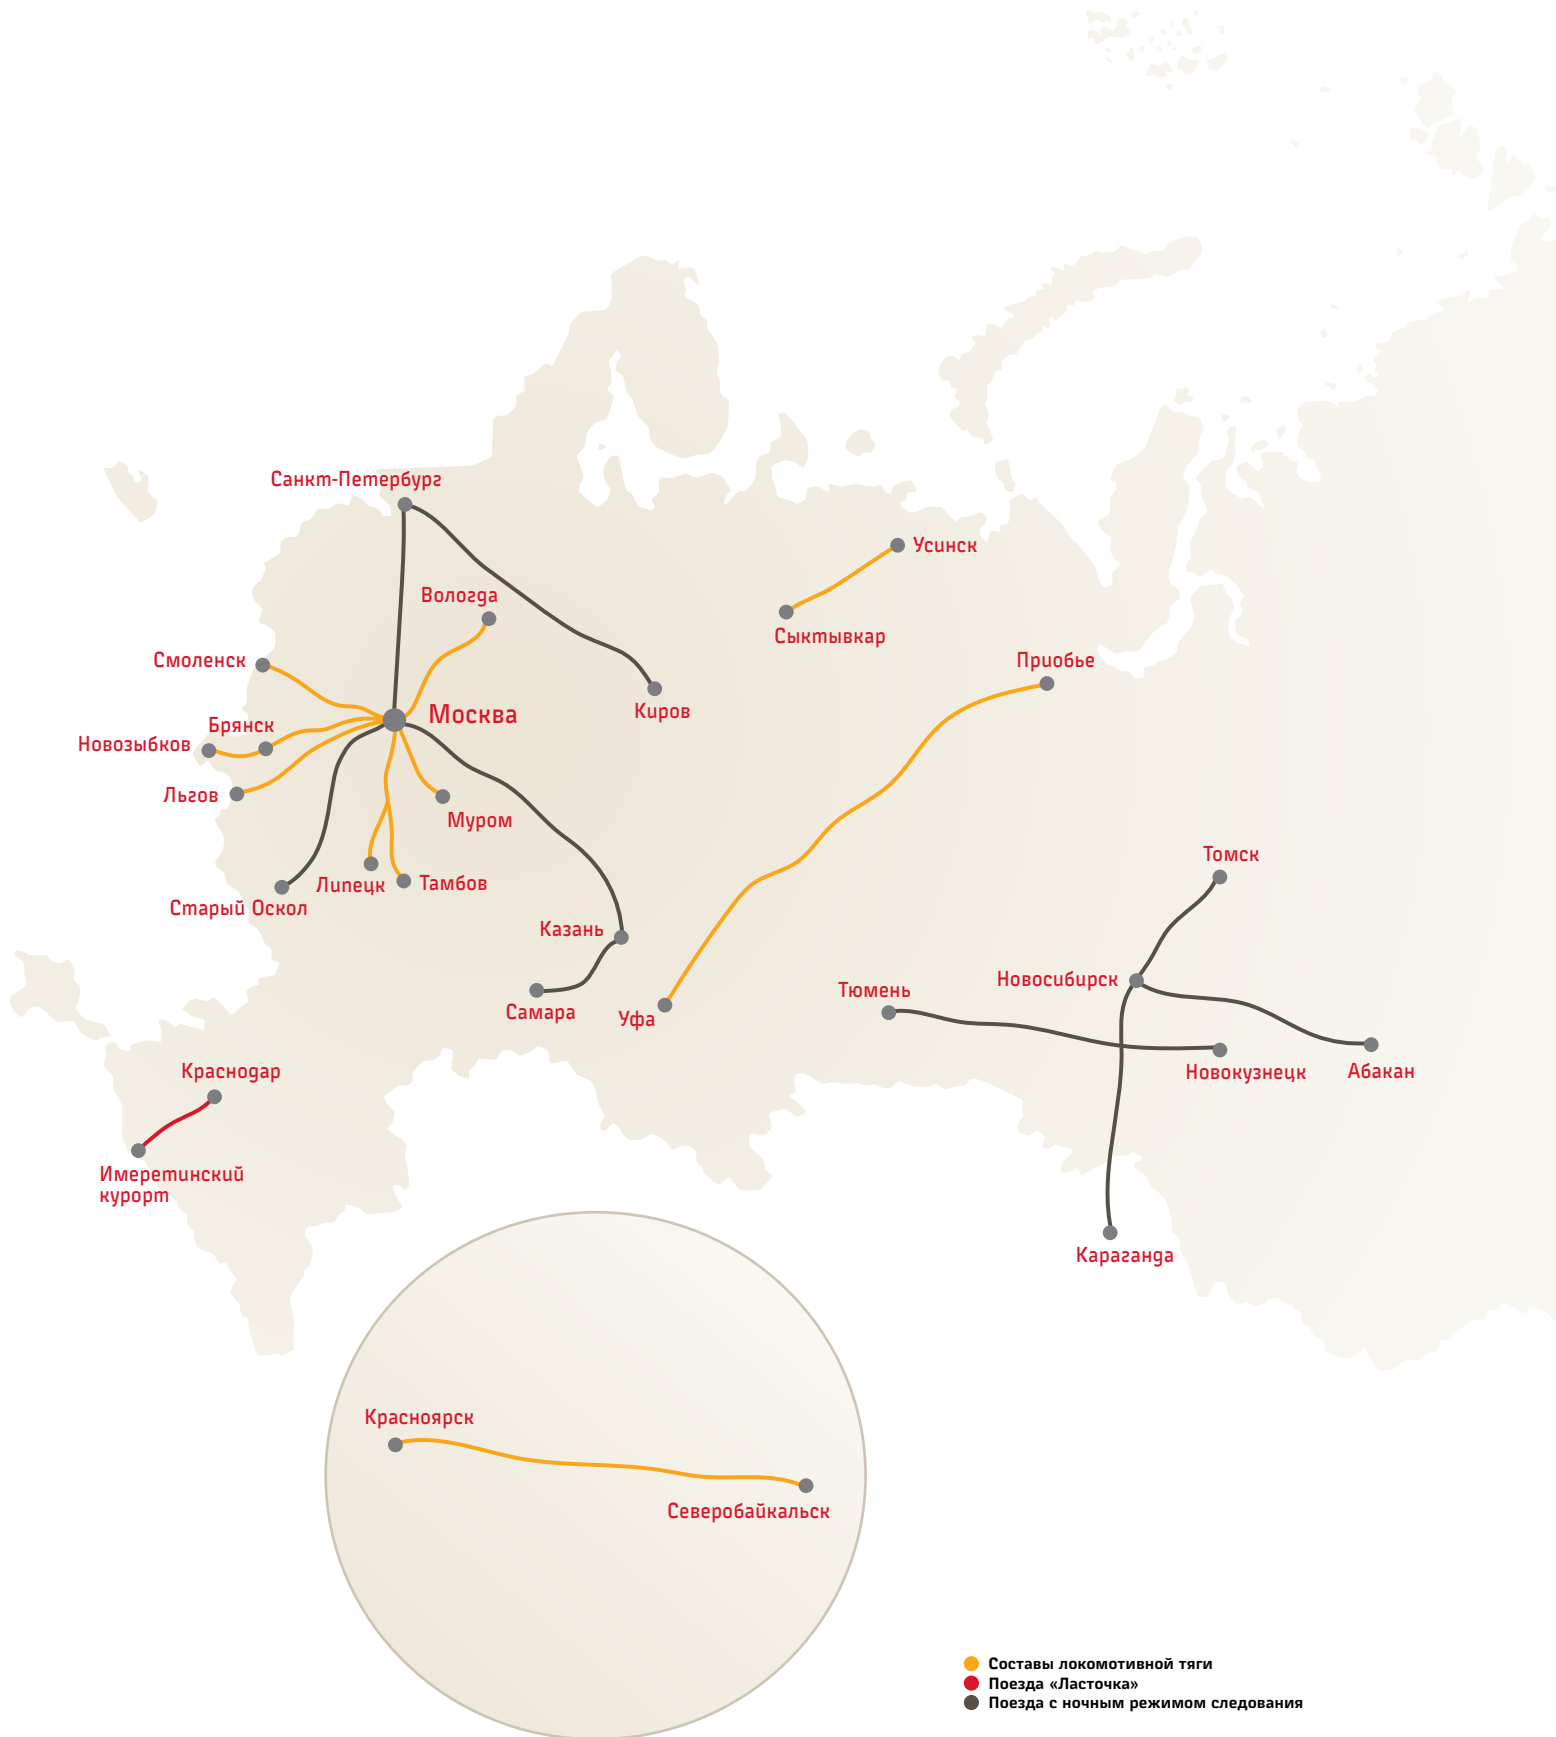 Санкт-Петербург
Усинск
Вологда
Сыктывкар
Смоленск
Приобье
Киров
Москва
Брянск
Новозыбков
Льгов
Муром
Томск
Липецк
Тамбов
Старый Оскол
Казань
Новосибирск
Тюмень
Самара
Уфа
Краснодар
Новокузнецк
Абакан
Имеретинский
курорт
Караганда
Красноярск
Северобайкальск
Составы локомотивной тяги
Поезда «Ласточка»
Поезда с ночным режимом следования